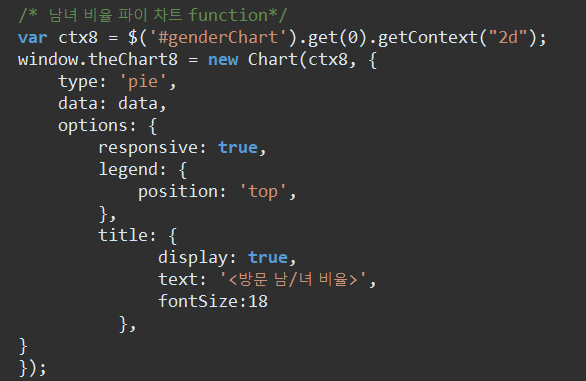 /* 남녀 비율 파이 차트 function*/
var ctx8 = $('#genderChart').get(0).getContext("2d");
window.theChart8 = new Chart(ctx8, {
    type: 'pie',
    data: data,
    options: {
        responsive: true,
        legend: {
            position: 'top',
        },
        title: {
              display: true,
              text: '<방문 남/녀 비율>',
              fontSize:18
          },
}
});